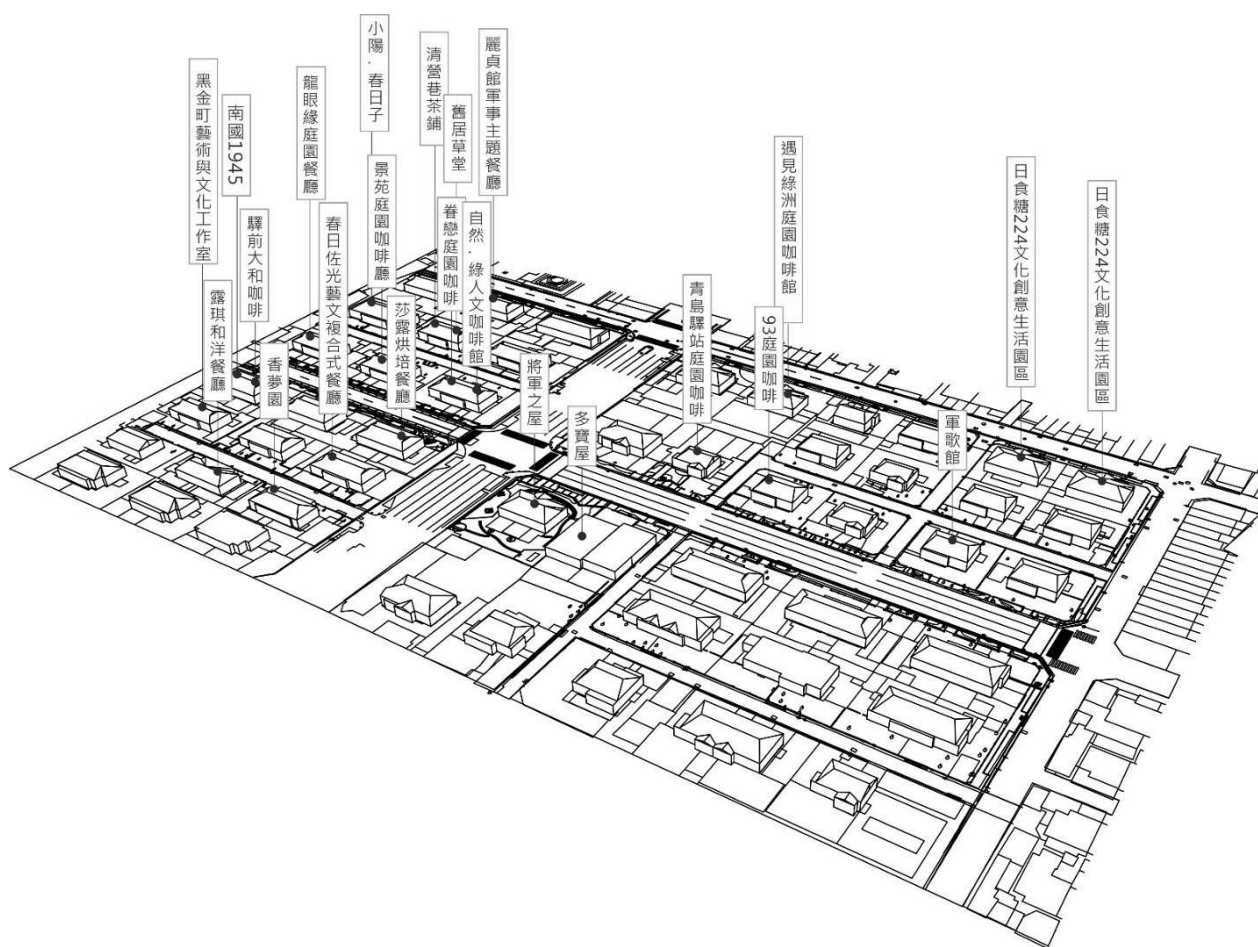 黑金町藝術與文化工作室
南國1945
驛前大和咖啡
露琪和洋餐廳
香夢園
龍眼緣庭園餐廳
春日佐光藝文複合式餐廳
小陽．春日子
景苑庭園咖啡廳
莎露烘培餐廳
清營巷茶鋪
舊居草堂
眷戀庭園咖啡
自然．綠人文咖啡館
麗貞館軍事主題餐廳
將軍之屋
多寶屋
青島驛站庭園咖啡
93庭園咖啡
遇見綠洲庭園咖啡館
軍歌館
日食糖224文化創意生活園區
日食糖224文化創意生活園區